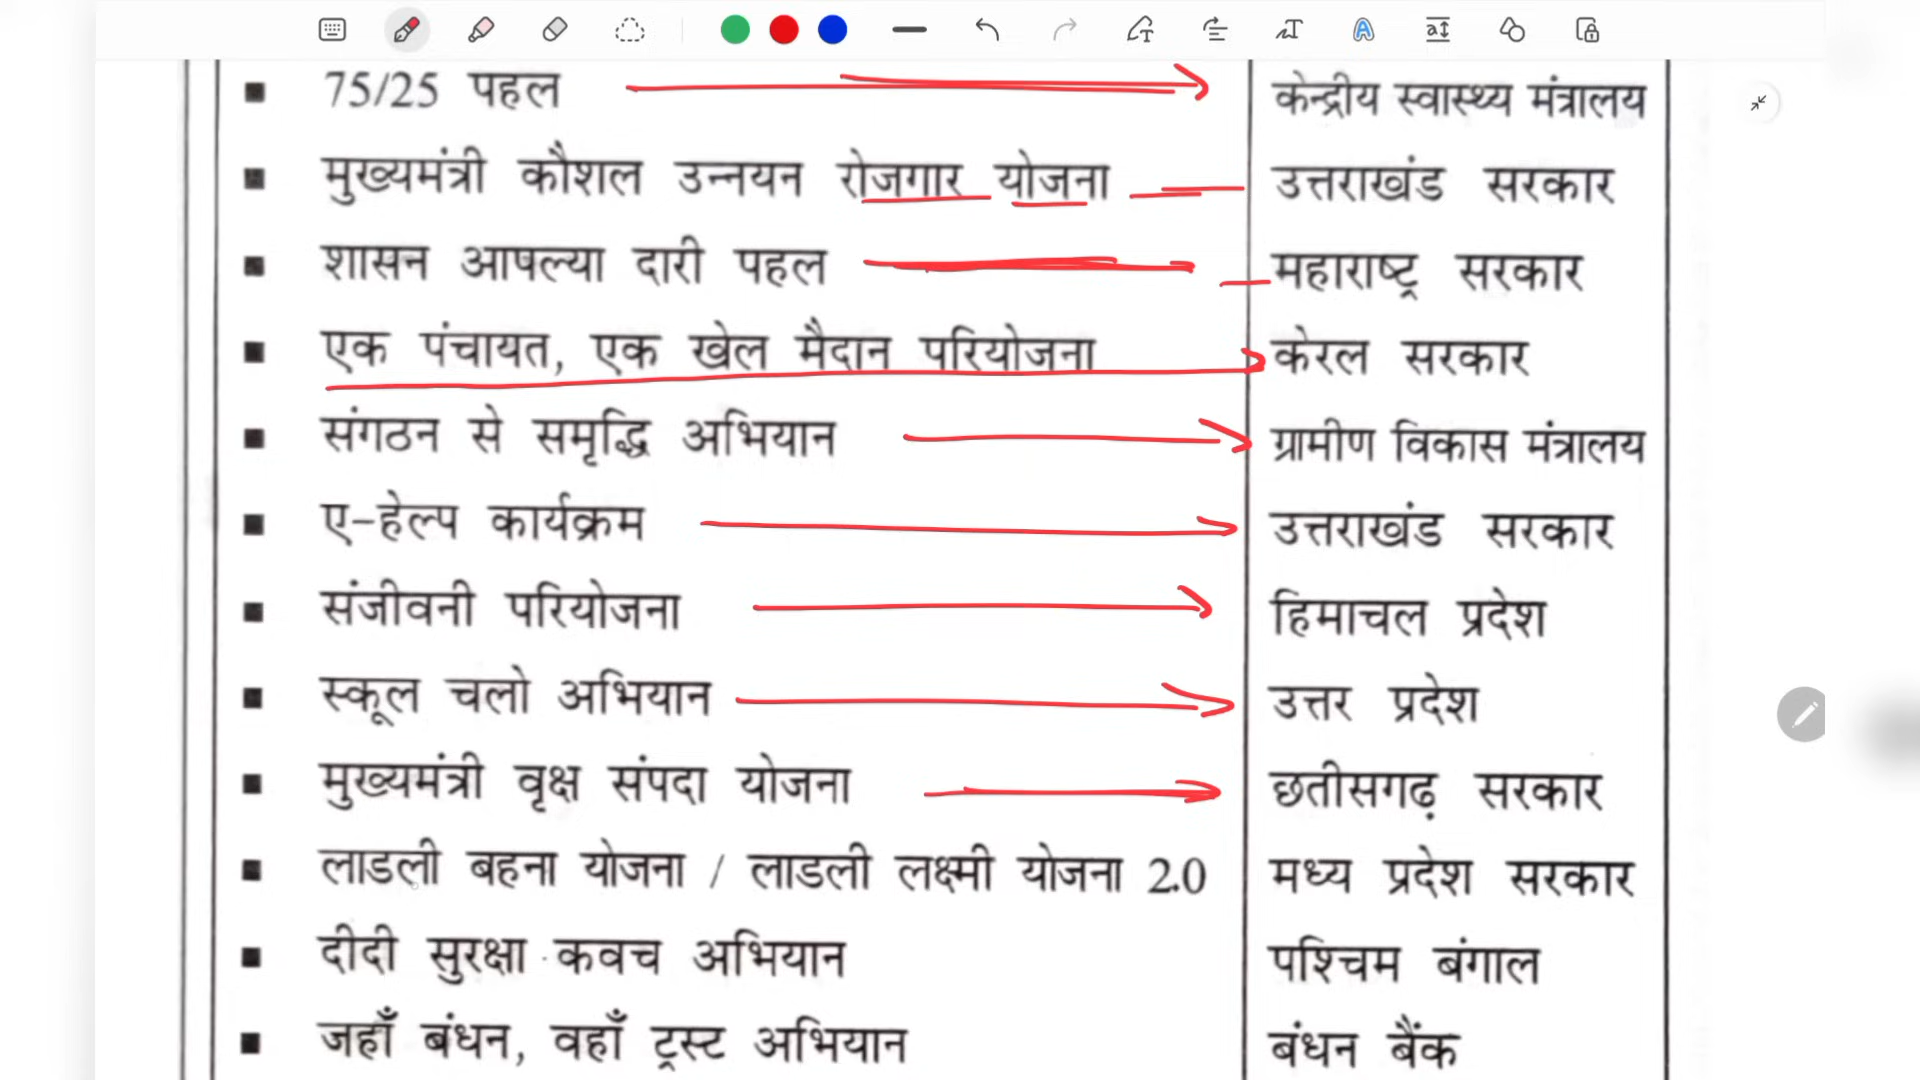 ■ 75/25 पहल केन्द्रीय स्वास्थ्य मंत्रालय
■ मुख्यमंत्री कौशल उन्नयन रोजगार योजना उत्तराखंड सरकार
■ शासन आपल्या दारी पहल महाराष्ट्र सरकार
■ एक पंचायत, एक खेल मैदान परियोजना केरल सरकार
■ संगठन से समृद्धि अभियान ग्रामीण विकास मंत्रालय
■ ए-हेल्प कार्यक्रम उत्तराखंड सरकार
■ संजीवनी परियोजना हिमाचल प्रदेश
■ स्कूल चलो अभियान उत्तर प्रदेश
■ मुख्यमंत्री वृक्ष संपदा योजना छतीसगढ़ सरकार
■ लाडली बहना योजना / लाडली लक्ष्मी योजना 2.0 मध्य प्रदेश सरकार
■ दीदी सुरक्षा कवच अभियान पश्चिम बंगाल
■ जहाँ बंधन, वहाँ ट्रस्ट अभियान बंधन बैंक